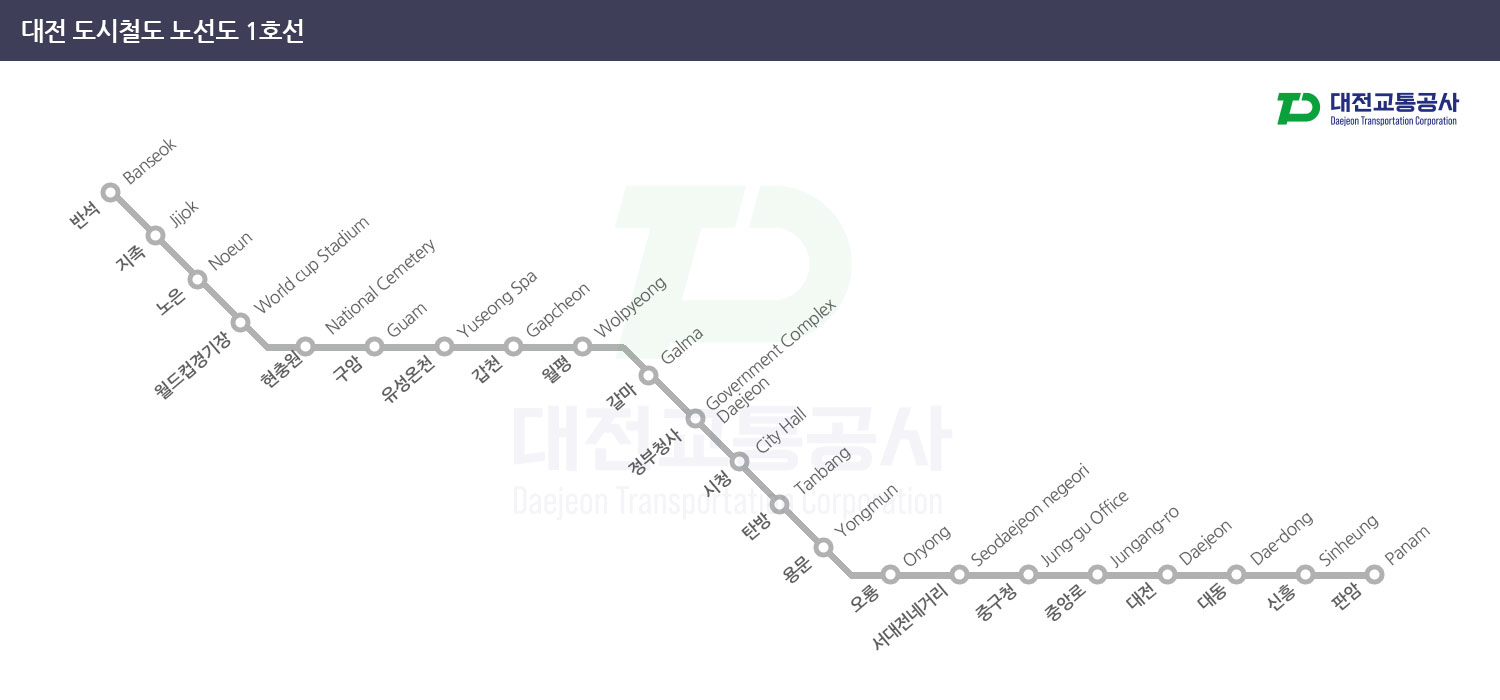 대전 도시철도 노선도 1호선
대전교통공사
Daejeon Transportation Corporation
Banseok
반석
Jijok
지족
Noeun
노은
World cup Stadium
월드컵경기장
National Cemetery
현충원
Guam
구암
Yuseong Spa
유성온천
Gapcheon
갑천
Wolpyeong
월평
Galma
갈마
Government Complex
Daejeon
정부청사
City Hall
시청
Tanbang
탄방
Yongmun
용문
Oryong
오룡
Seodaejeon negeori
서대전네거리
Jung-gu Office
중구청
Jungang-ro
중앙로
Daejeon
대전
Dae-dong
대동
Sinheung
신흥
Panam
판암
대전교통공사
Daejeon Transportation Corporation